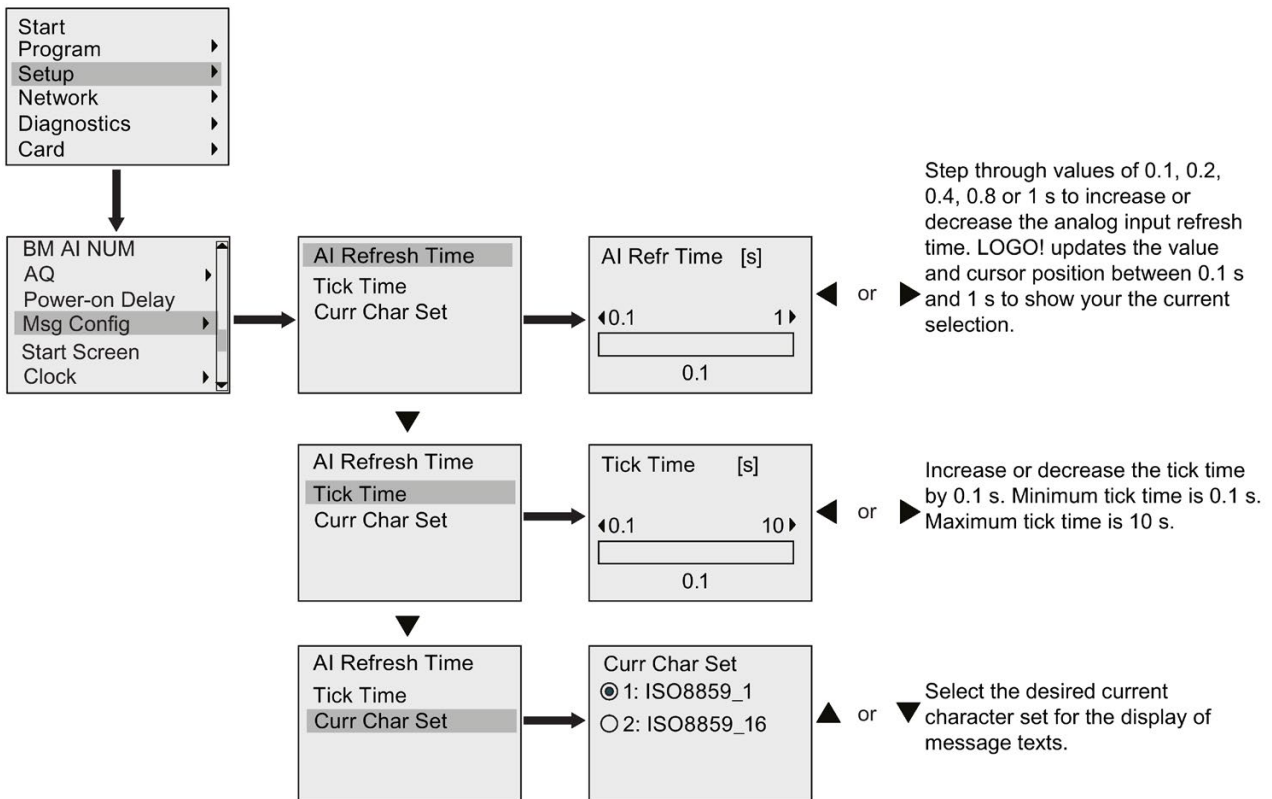 Start
Program
Setup
Network
Diagnostics
Card
BM AI NUM
AQ
Power-on Delay
Msg Config
Start Screen
Clock
AI Refresh Time
Tick Time
Curr Char Set
AI Refr Time [s]
0.1 1
0.1
or
Step through values of 0.1, 0.2,
0.4, 0.8 or 1 s to increase or
decrease the analog input refresh
time. LOGO! updates the value
and cursor position between 0.1 s
and 1 s to show your the current
selection.
AI Refresh Time
Tick Time
Curr Char Set
Tick Time [s]
0.1 10
0.1
or
Increase or decrease the tick time
by 0.1 s. Minimum tick time is 0.1 s.
Maximum tick time is 10 s.
AI Refresh Time
Tick Time
Curr Char Set
Curr Char Set
1: ISO8859_1
2: ISO8859_16
or
Select the desired current
character set for the display of
message texts.